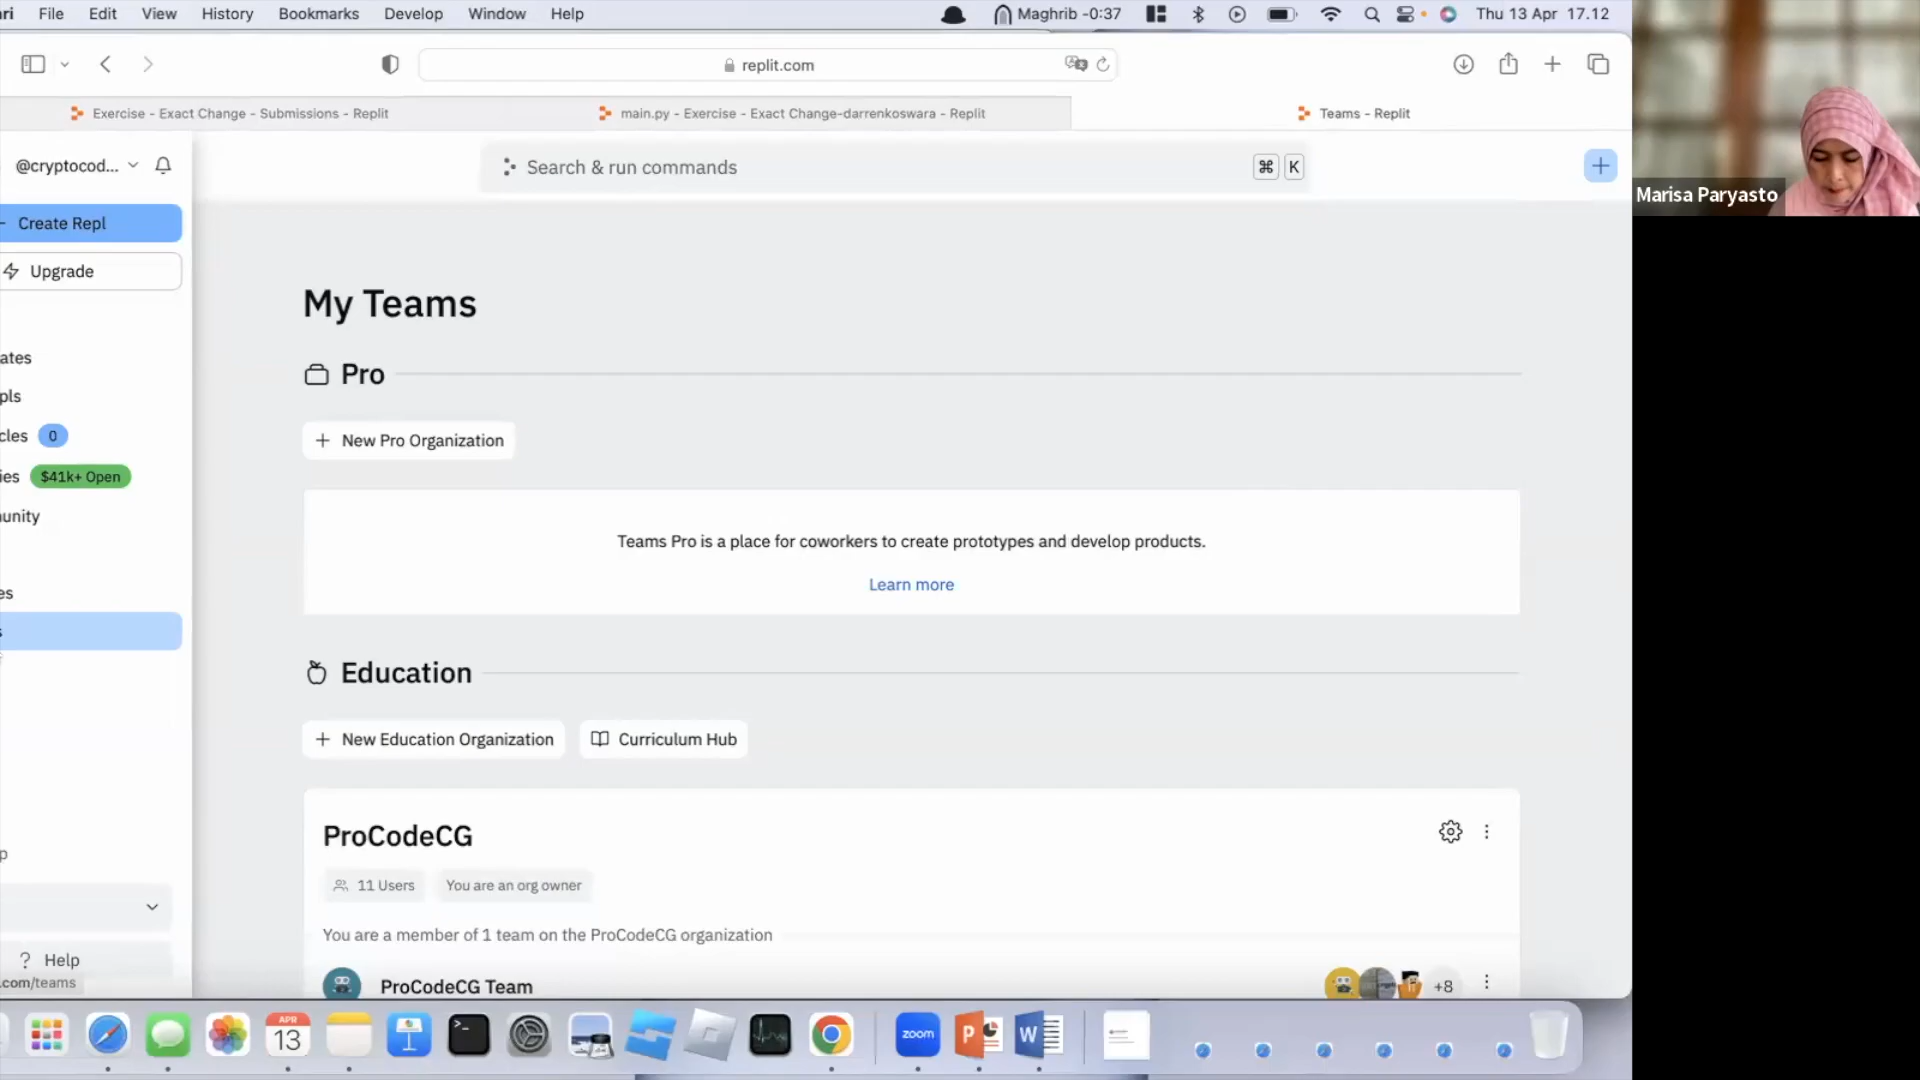 ri File Edit View History Bookmarks Develop Window Help Maghrib -0:37 Thu 13 Apr 17.12
replit.com
Exercise - Exact Change - Submissions - Replit
main.py - Exercise - Exact Change-darrenkoswara - Replit
Teams - Replit
@cryptocod...
Search & run commands ⌘ K
Marisa Paryasto
Create Repl
Upgrade
My Teams
ates
Pro
pls
cles 0
New Pro Organization
ies $41k+ Open
unity
Teams Pro is a place for coworkers to create prototypes and develop products.
Learn more
es
s
Education
New Education Organization
Curriculum Hub
ProCodeCG
p
11 Users
You are an org owner
You are a member of 1 team on the ProCodeCG organization
? Help
.com/teams
ProCodeCG Team
+8
APR
13
zoom
P
W